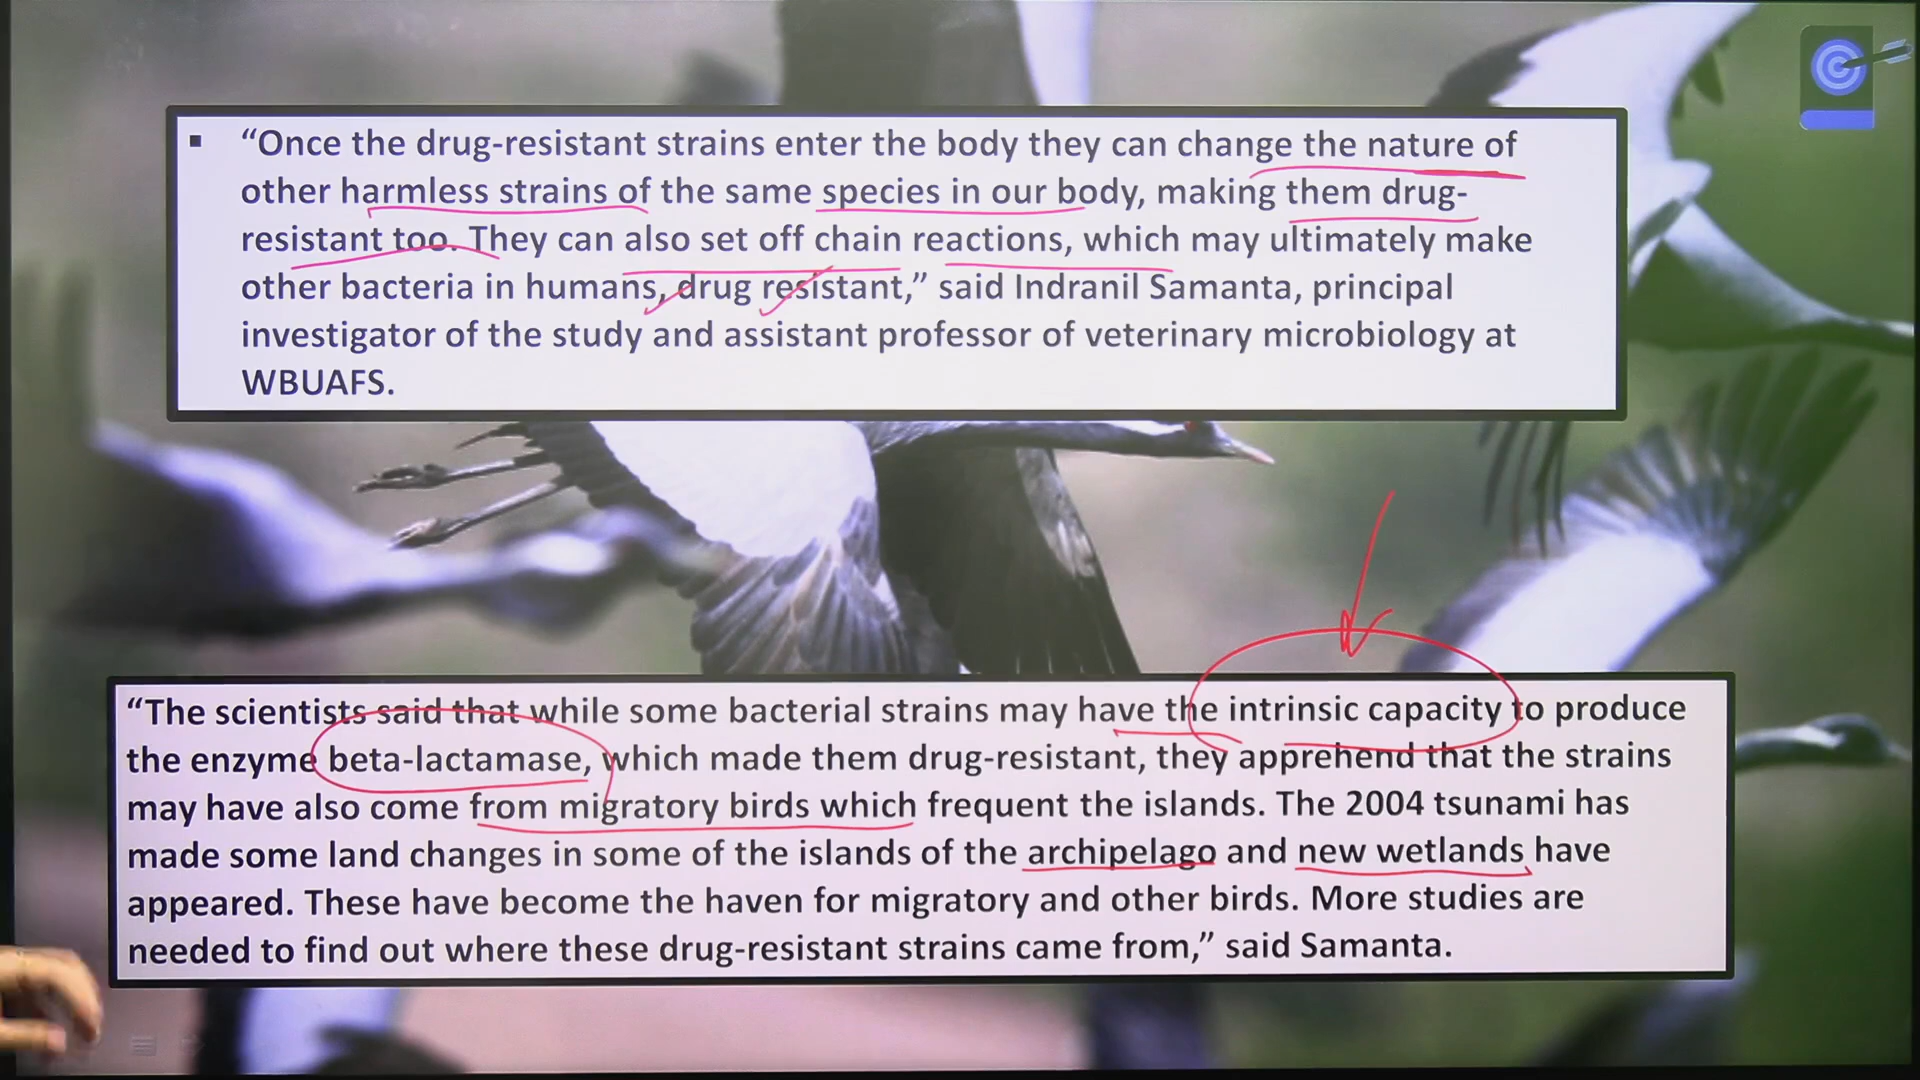 ▪ “Once the drug-resistant strains enter the body they can change the nature of
other harmless strains of the same species in our body, making them drug-
resistant too. They can also set off chain reactions, which may ultimately make
other bacteria in humans, drug resistant,” said Indranil Samanta, principal
investigator of the study and assistant professor of veterinary microbiology at
WBUAFS.
“The scientists said that while some bacterial strains may have the intrinsic capacity to produce
the enzyme beta-lactamase, which made them drug-resistant, they apprehend that the strains
may have also come from migratory birds which frequent the islands. The 2004 tsunami has
made some land changes in some of the islands of the archipelago and new wetlands have
appeared. These have become the haven for migratory and other birds. More studies are
needed to find out where these drug-resistant strains came from,” said Samanta.